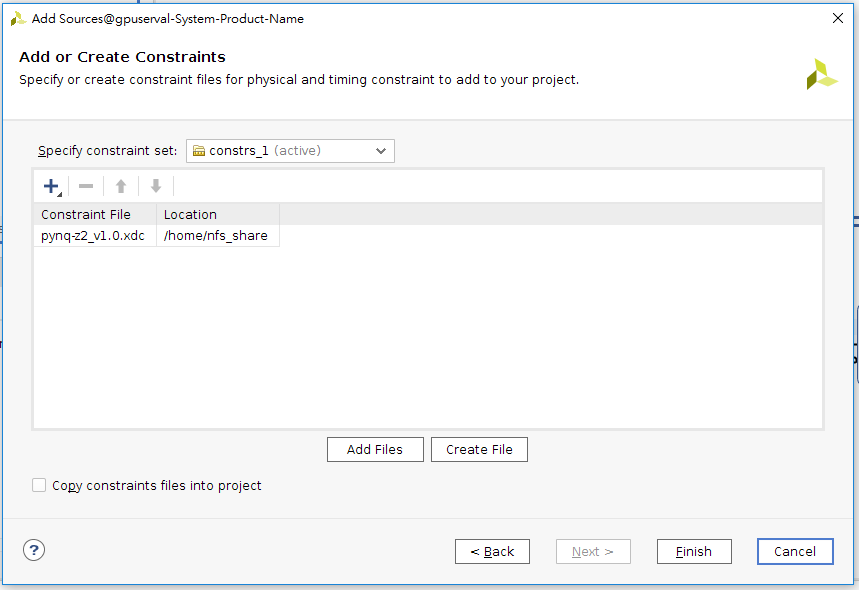 Add Sources@gpuserval-System-Product-Name
Add or Create Constraints
Specify or create constraint files for physical and timing constraint to add to your project.
Specify constraint set: constrs_1 (active)
Constraint File Location
pynq-z2_v1.0.xdc /home/nfs_share
Add Files Create File
Copy constraints files into project
? < Back Next > Finish Cancel